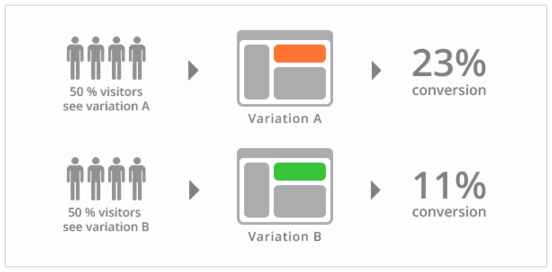 50 % visitors
see variation A
Variation A
23%
conversion
50 % visitors
see variation B
Variation B
11%
conversion